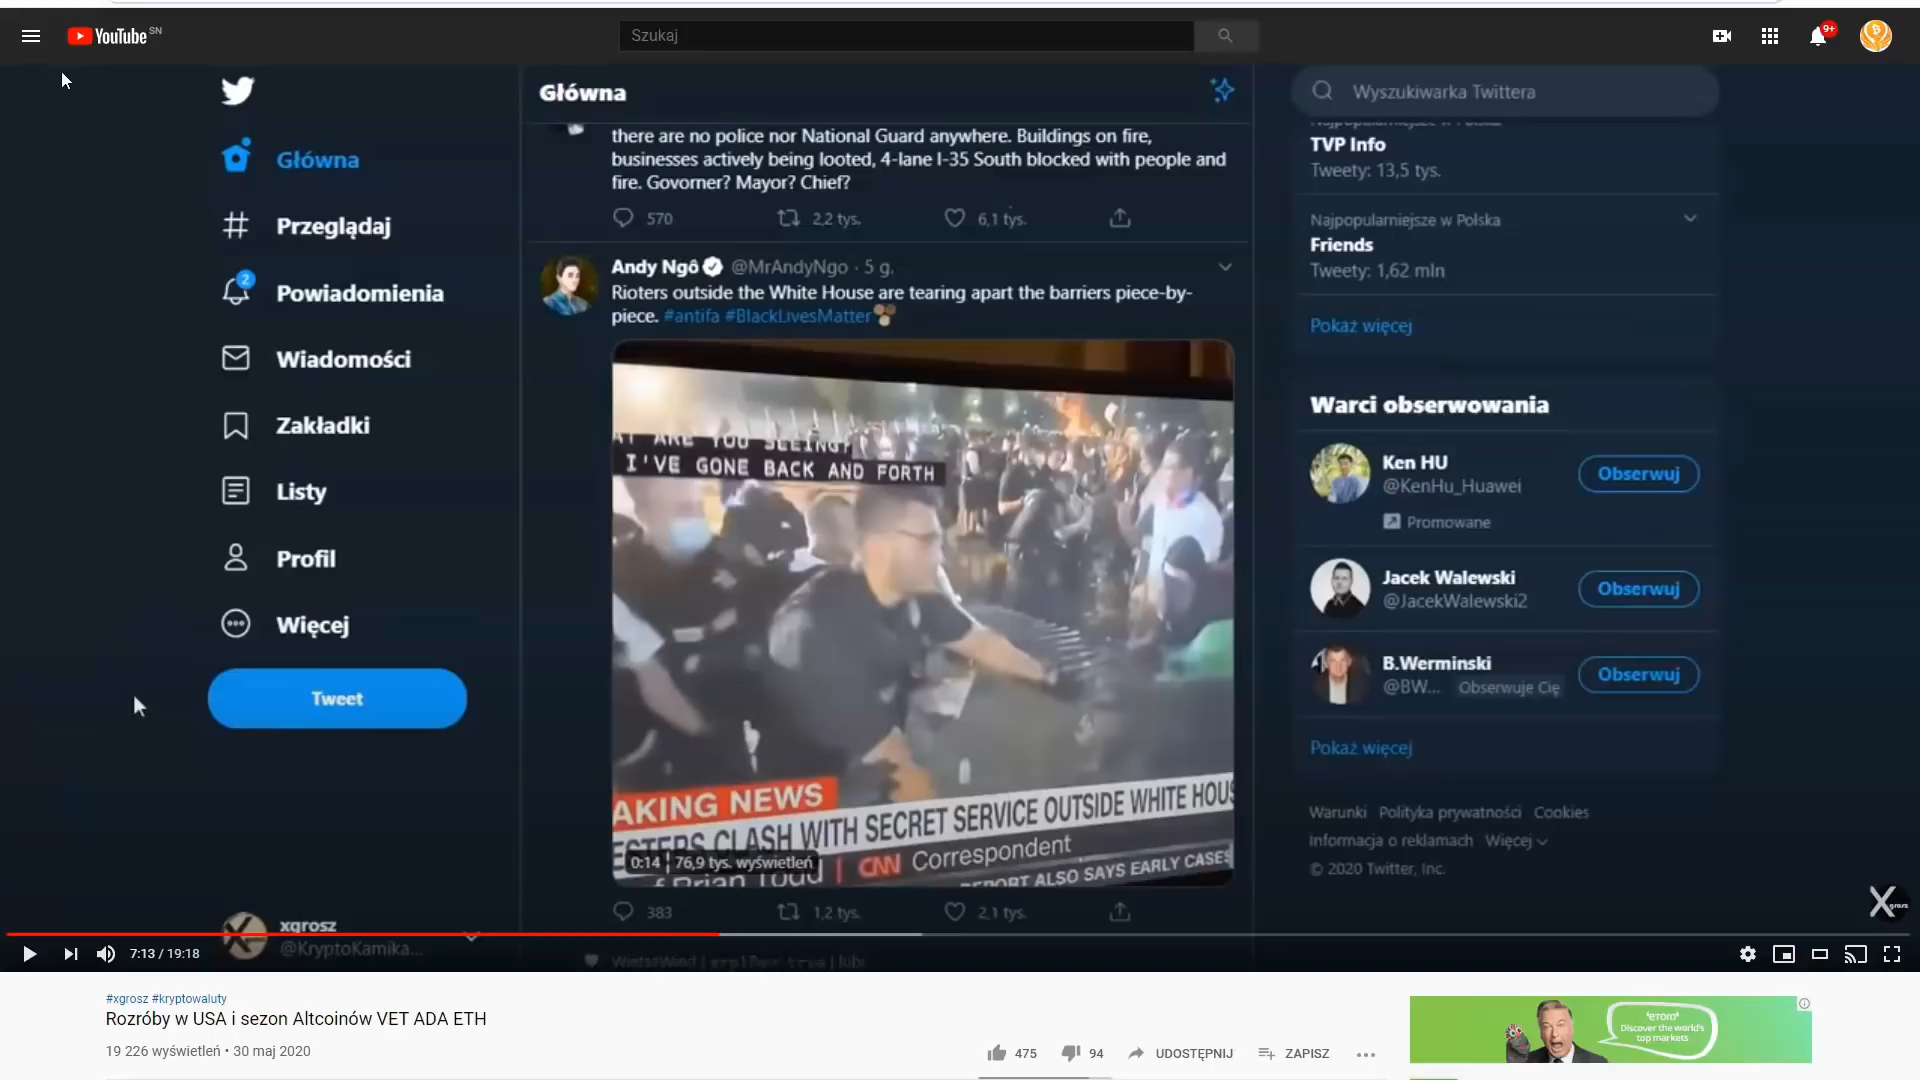 YouTube SN
Szukaj
9+
Główna
Przeglądaj
2
Powiadomienia
Wiadomości
Zakładki
Listy
Profil
Więcej
Tweet
xgrosz
@KryptoKamika...
Główna
there are no police nor National Guard anywhere. Buildings on fire,
businesses actively being looted, 4-lane I-35 South blocked with people and
fire. Govorner? Mayor? Chief?
570 2,2 tys. 6,1 tys.
Andy Ngô @MrAndyNgo · 5 g.
Rioters outside the White House are tearing apart the barriers piece-by-
piece. #antifa #BlackLivesMatter
ARE YOU SEEING?
I'VE GONE BACK AND FORTH
AKING NEWS
CLASH WITH SECRET SERVICE OUTSIDE WHITE HOUS
0:14 | 76,9 tys. wyświetleń
Brian Todd | CNN Correspondent
REPORT ALSO SAYS EARLY CASES
383 1,2 tys. 2,1 tys.
Wyszukiwarka Twittera
TVP Info
Tweety: 13,5 tys.
Najpopularniejsze w Polska
Friends
Tweety: 1,62 mln
Pokaż więcej
Warci obserwowania
Ken HU
@KenHu_Huawei
Obserwuj
Promowane
Jacek Walewski
@JacekWalewski2
Obserwuj
B.Werminski
@BW... Obserwuje Cię
Obserwuj
Pokaż więcej
Warunki Polityka prywatności Cookies
Informacja o reklamach Więcej
© 2020 Twitter, Inc.
Xgrosz
7:13 / 19:18
#xgrosz #kryptowaluty
Rozróby w USA i sezon Altcoinów VET ADA ETH
19 226 wyświetleń • 30 maj 2020
475 94 UDOSTĘPNIJ ZAPISZ
eToro
Discover the world's
top markets